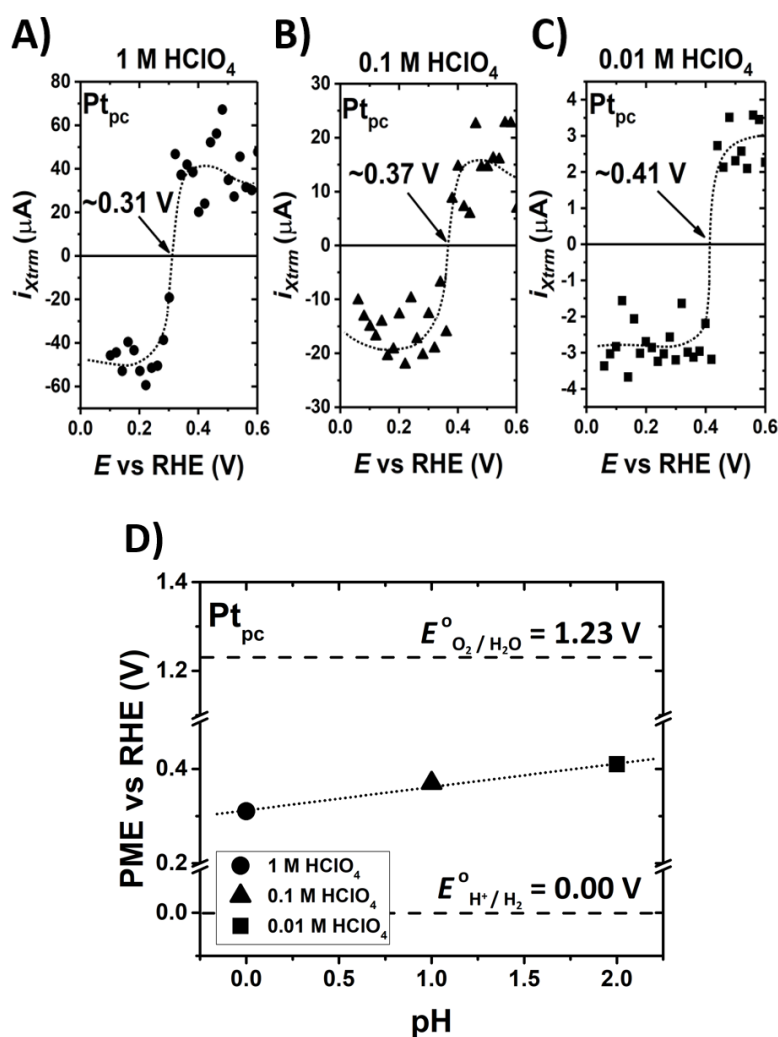 A)
1 M HClO4
Ptpc
~0.31 V
iXtrm (μA)
80
60
40
20
0
-20
-40
-60
0.0 0.2 0.4 0.6
E vs RHE (V)
B)
0.1 M HClO4
Ptpc
~0.37 V
iXtrm (μA)
30
20
10
0
-10
-20
-30
0.0 0.2 0.4 0.6
E vs RHE (V)
C)
0.01 M HClO4
Ptpc
~0.41 V
iXtrm (μA)
4
3
2
1
0
-1
-2
-3
-4
0.0 0.2 0.4 0.6
E vs RHE (V)
D)
Ptpc
E°O2/H2O = 1.23 V
PME vs RHE (V)
1.4
1.2
0.4
0.2
0.0
1 M HClO4
0.1 M HClO4
0.01 M HClO4
E°H+/H2 = 0.00 V
0.0 0.5 1.0 1.5 2.0
pH